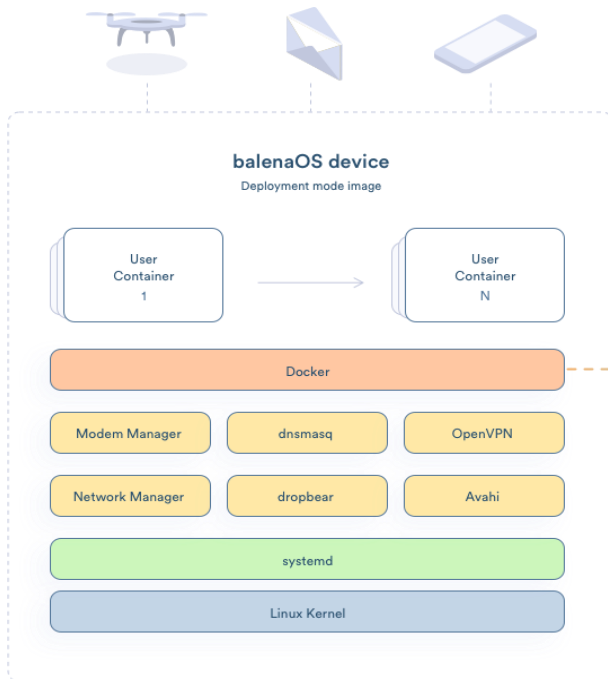 balenaOS device
Deployment mode image
User
Container
1
User
Container
N
Docker
Modem Manager
dnsmasq
OpenVPN
Network Manager
dropbear
Avahi
systemd
Linux Kernel